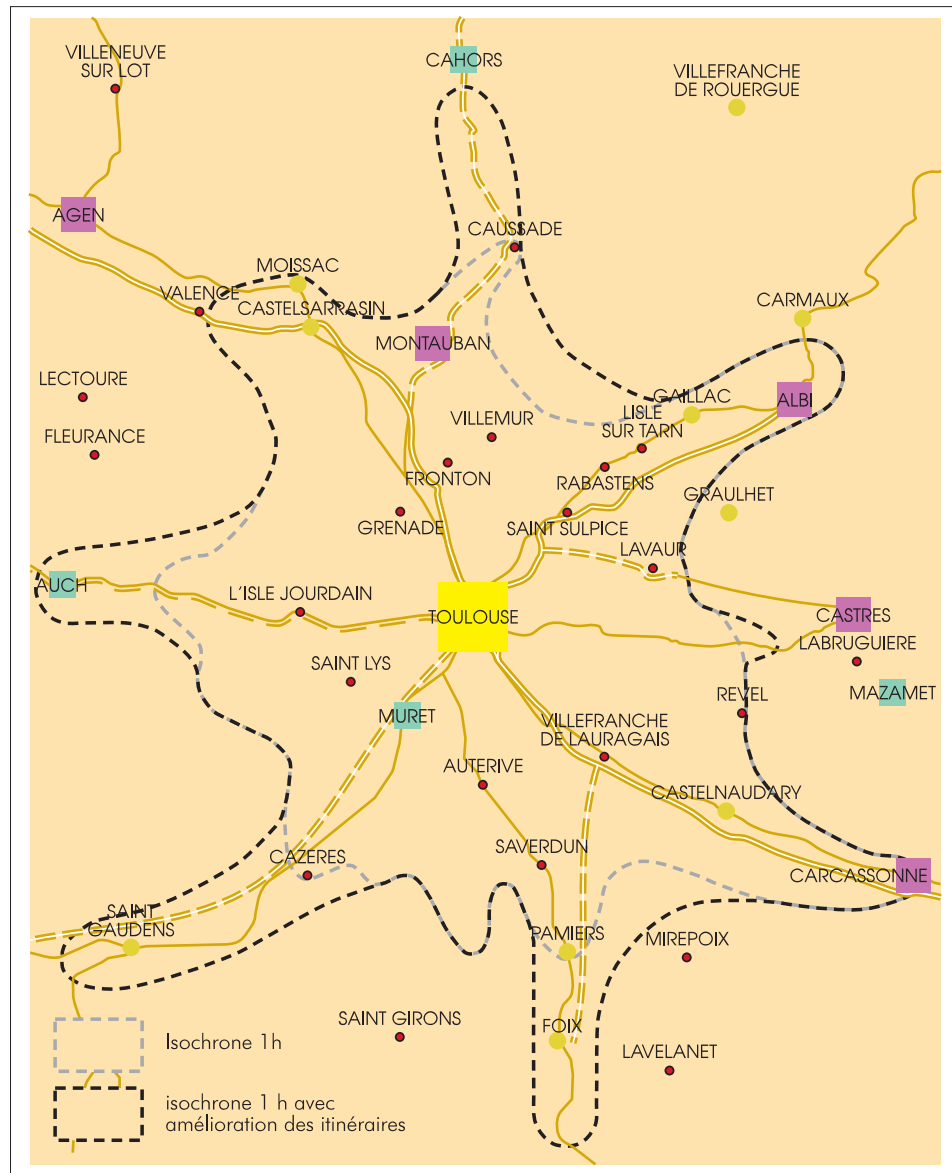 VILLENEUVE
SUR LOT
CAHORS
VILLEFRANCHE
DE ROUERGUE
AGEN
CAUSSADE
MOISSAC
VALENCE
CASTELSARRASIN
CARMAUX
MONTAUBAN
LECTOURE
GAILLAC
ALBI
VILLEMUR
LISLE
SUR TARN
FLEURANCE
FRONTON
RABASTENS
GRAULHET
GRENADE
SAINT SULPICE
LAVAUR
AUCH
L'ISLE JOURDAIN
TOULOUSE
CASTRES
LABRUGUIERE
SAINT LYS
MAZAMET
REVEL
MURET
VILLEFRANCHE
DE LAURAGAIS
AUTERIVE
CASTELNAUDARY
CAZERES
SAVERDUN
CARCASSONNE
SAINT
GAUDENS
PAMIERS
MIREPOIX
SAINT GIRONS
FOIX
LAVELANET
Isochrone 1h
isochrone 1 h avec
amélioration des itinéraires